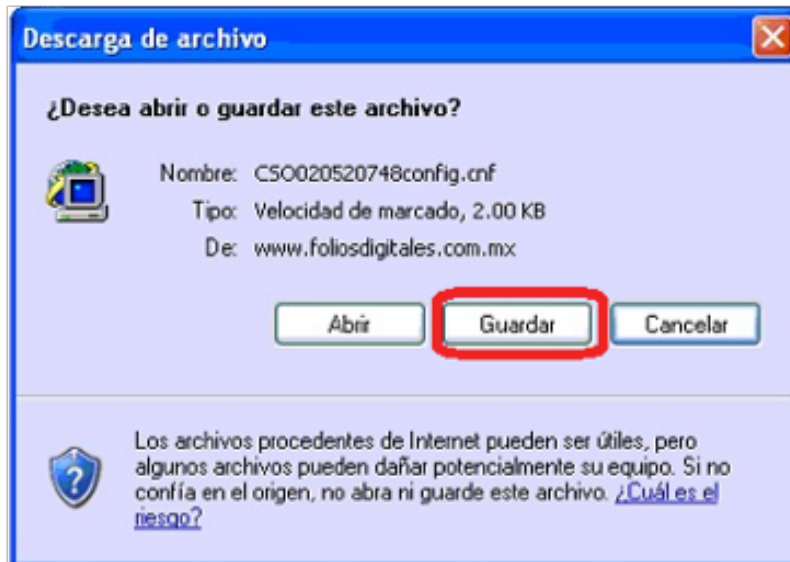 Descarga de archivo
¿Desea abrir o guardar este archivo?
Nombre: CSO020520748config.cnf
Tipo: Velocidad de marcado, 2.00 KB
De: www.foliosdigitales.com.mx
Abrir Guardar Cancelar
Los archivos procedentes de Internet pueden ser útiles, pero
algunos archivos pueden dañar potencialmente su equipo. Si no
confía en el origen, no abra ni guarde este archivo. ¿Cuál es el
riesgo?